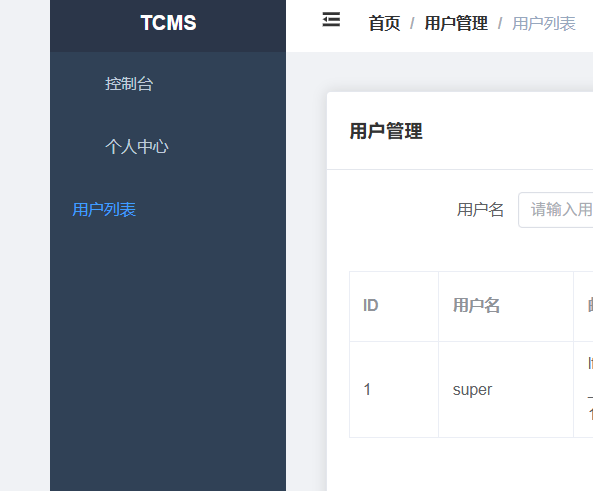 TCMS
首页 / 用户管理 / 用户列表
控制台
个人中心
用户列表
用户管理
用户名 请输入用
ID 用户名
1 super